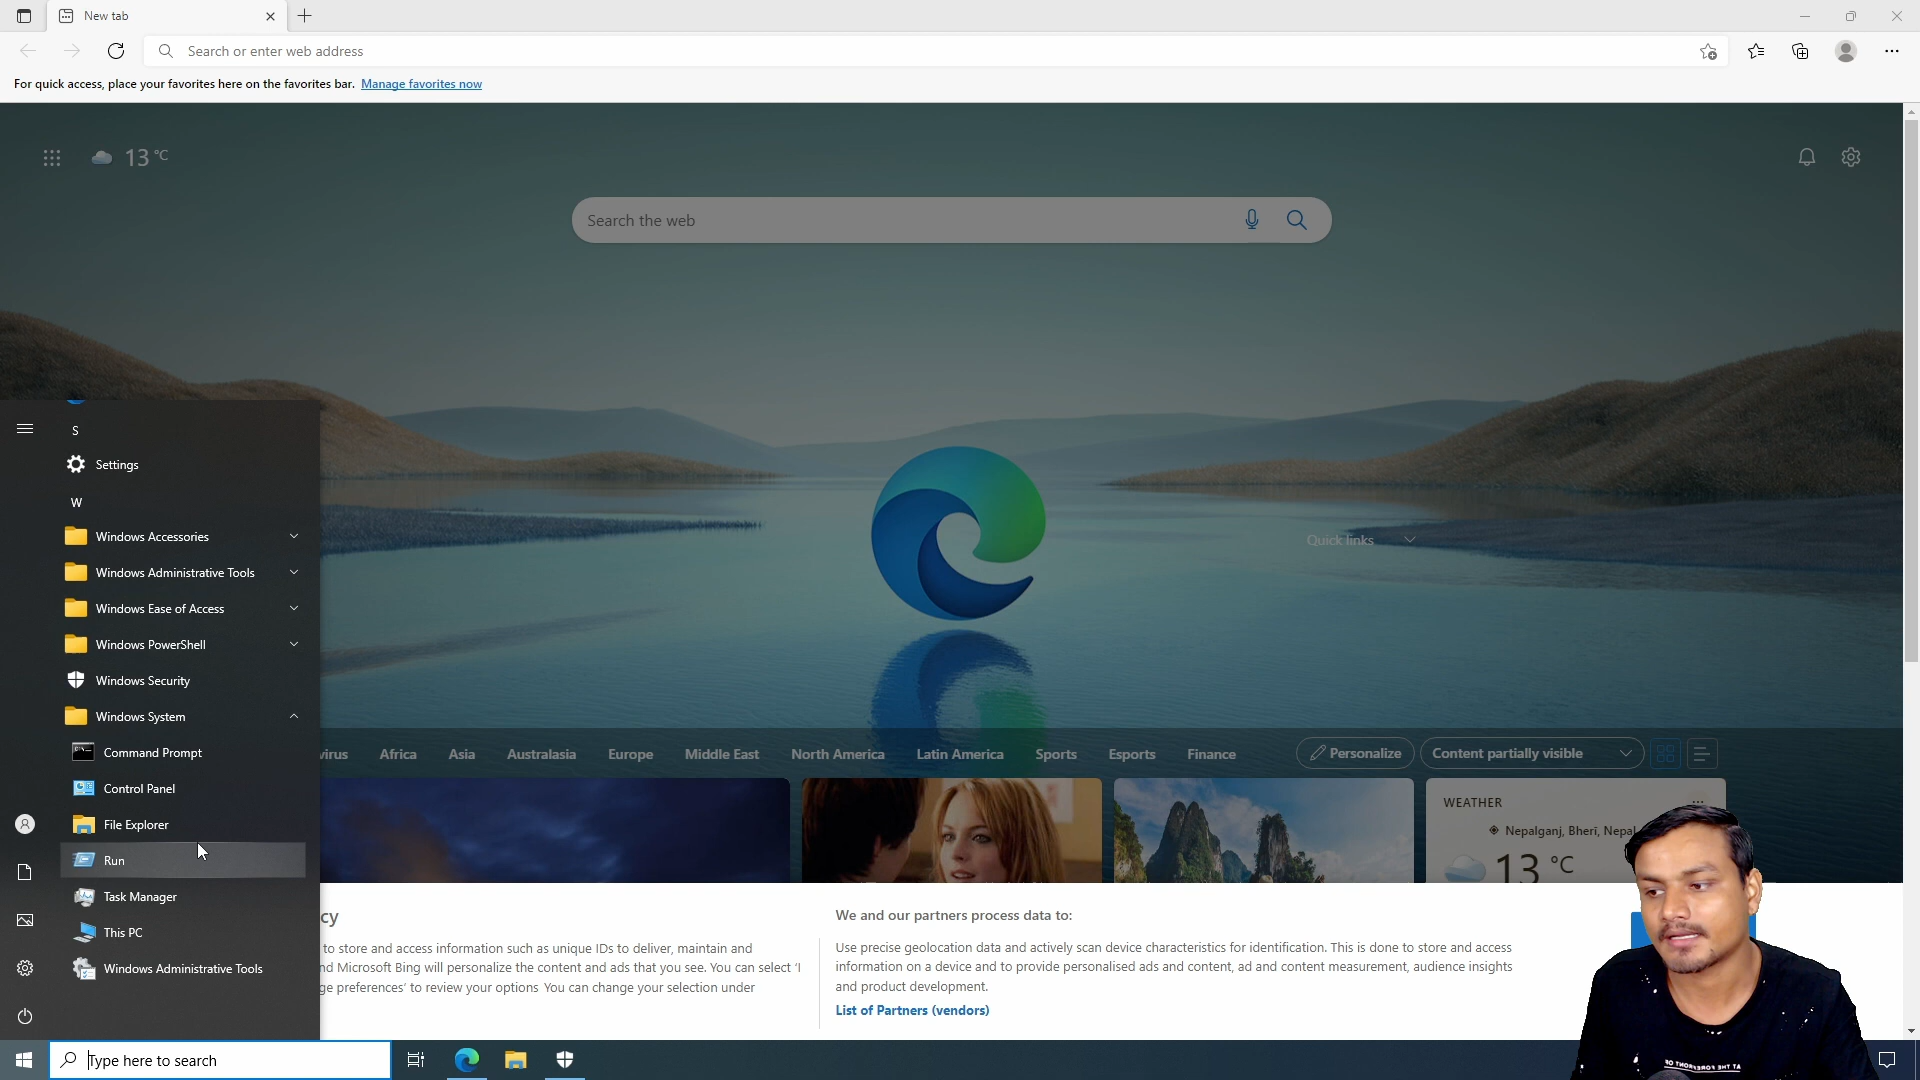 New tab
Search or enter web address
For quick access, place your favorites here on the favorites bar. Manage favorites now
13 °C
Search the web
Quick links
S
Settings
W
Windows Accessories
Windows Administrative Tools
Windows Ease of Access
Windows PowerShell
Windows Security
Windows System
Command Prompt
Control Panel
File Explorer
Run
Task Manager
This PC
Windows Administrative Tools
virus Africa Asia Australasia Europe Middle East North America Latin America Sports Esports Finance
Personalize
Content partially visible
WEATHER
Nepalganj, Bheri, Nepal
13 °C
cy
to store and access information such as unique IDs to deliver, maintain and
nd Microsoft Bing will personalize the content and ads that you see. You can select 'I
ge preferences' to review your options You can change your selection under
We and our partners process data to:
Use precise geolocation data and actively scan device characteristics for identification. This is done to store and access
information on a device and to provide personalised ads and content, ad and content measurement, audience insights
and product development.
List of Partners (vendors)
Type here to search